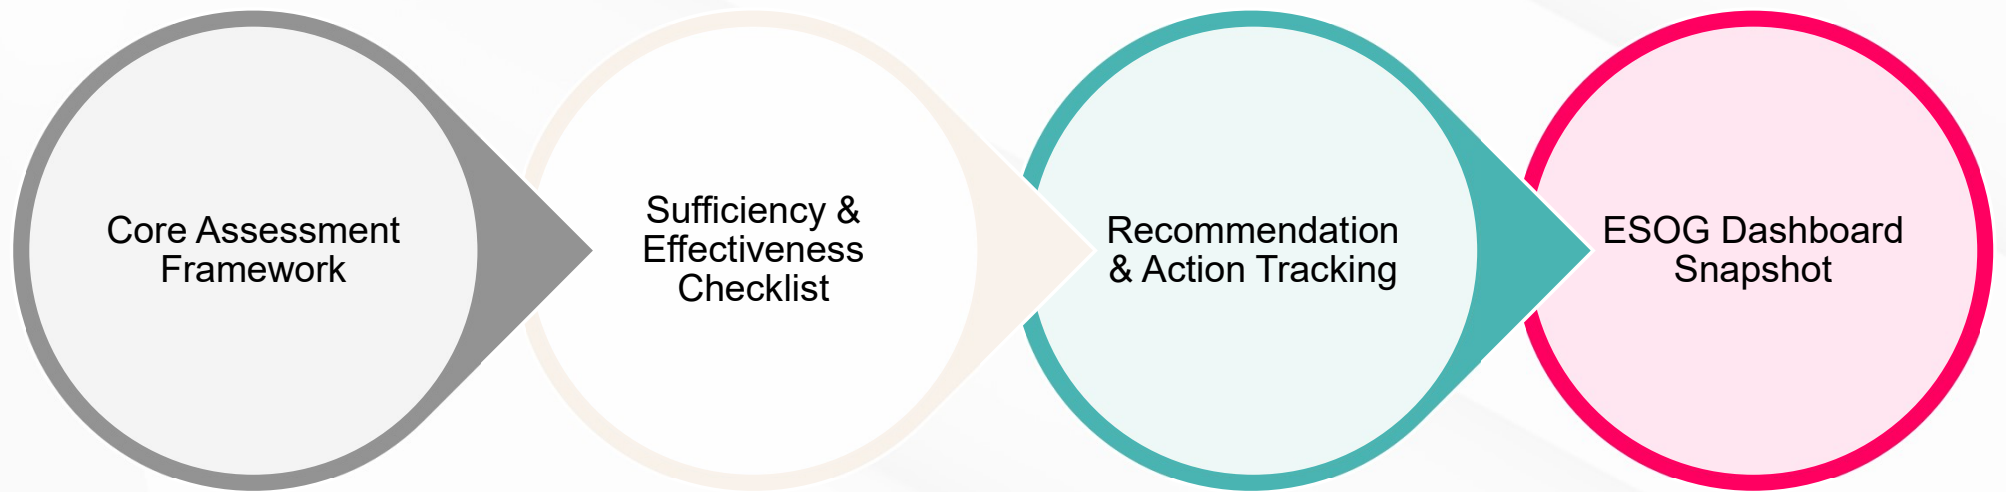 Core Assessment
Framework
Sufficiency &
Effectiveness
Checklist
Recommendation
& Action Tracking
ESOG Dashboard
Snapshot